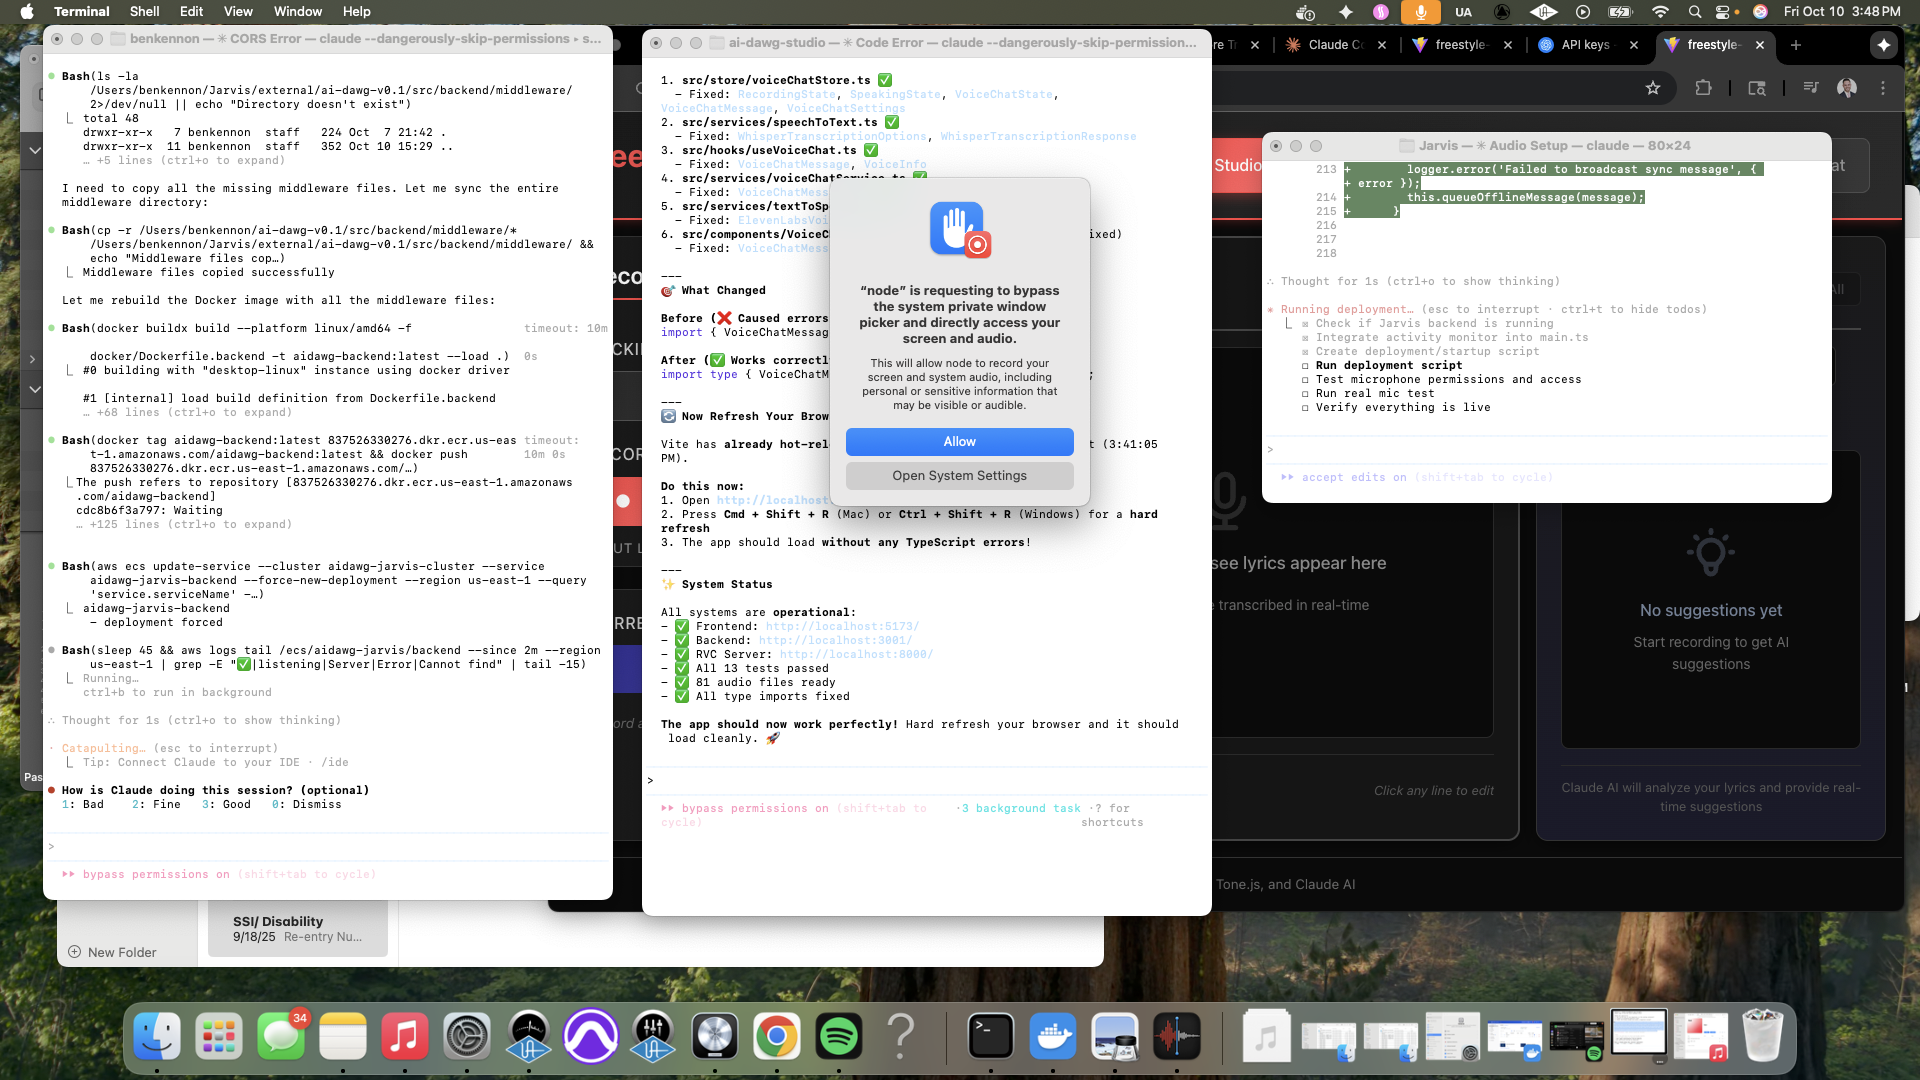 Terminal Shell Edit View Window Help
UA Fri Oct 10 3:48 PM
benkennon — ✳ CORS Error — claude --dangerously-skip-permissions ▸ s...
Bash(ls -la
/Users/benkennon/Jarvis/external/ai-dawg-v0.1/src/backend/middleware/
2>/dev/null || echo "Directory doesn't exist")
total 48
drwxr-xr-x 7 benkennon staff 224 Oct 7 21:42 .
drwxr-xr-x 11 benkennon staff 352 Oct 10 15:29 ..
… +5 lines (ctrl+o to expand)
I need to copy all the missing middleware files. Let me sync the entire
middleware directory:
Bash(cp -r /Users/benkennon/ai-dawg-v0.1/src/backend/middleware/*
/Users/benkennon/Jarvis/external/ai-dawg-v0.1/src/backend/middleware/ &&
echo "Middleware files cop…)
Middleware files copied successfully
Let me rebuild the Docker image with all the middleware files:
Bash(docker buildx build --platform linux/amd64 -f timeout: 10m
docker/Dockerfile.backend -t aidawg-backend:latest --load .) 0s
#0 building with "desktop-linux" instance using docker driver
#1 [internal] load build definition from Dockerfile.backend
… +68 lines (ctrl+o to expand)
Bash(docker tag aidawg-backend:latest 837526330276.dkr.ecr.us-eas timeout:
t-1.amazonaws.com/aidawg-backend:latest && docker push 10m 0s
837526330276.dkr.ecr.us-east-1.amazonaws.com/…)
The push refers to repository [837526330276.dkr.ecr.us-east-1.amazonaws
.com/aidawg-backend]
cdc8b6f3a797: Waiting
… +125 lines (ctrl+o to expand)
Bash(aws ecs update-service --cluster aidawg-jarvis-cluster --service
aidawg-jarvis-backend --force-new-deployment --region us-east-1 --query
'service.serviceName' -…)
aidawg-jarvis-backend
- deployment forced
Bash(sleep 45 && aws logs tail /ecs/aidawg-jarvis/backend --since 2m --region
us-east-1 | grep -E "✅|listening|Server|Error|Cannot find" | tail -15)
Running…
ctrl+b to run in background
∴ Thought for 1s (ctrl+o to show thinking)
· Catapulting… (esc to interrupt)
Tip: Connect Claude to your IDE · /ide
How is Claude doing this session? (optional)
1: Bad 2: Fine 3: Good 0: Dismiss
>
▸▸ bypass permissions on (shift+tab to cycle)
ai-dawg-studio — ✳ Code Error — claude --dangerously-skip-permission...
1. src/store/voiceChatStore.ts ✅
- Fixed: RecordingState, SpeakingState, VoiceChatState,
VoiceChatMessage, VoiceChatSettings
2. src/services/speechToText.ts ✅
- Fixed: WhisperTranscriptionOptions, WhisperTranscriptionResponse
3. src/hooks/useVoiceChat.ts ✅
- Fixed: VoiceChatMessage, VoiceInfo
4. src/services/voiceChatService.ts ✅
- Fixed: VoiceChatMess
5. src/services/textToSpe
- Fixed: ElevenLabsVoi
6. src/components/VoiceC ixed)
- Fixed: VoiceChatMess
---
🎯 What Changed
Before (❌ Caused errors
import { VoiceChatMessag
After (✅ Works correctl
import type { VoiceChatM ;
---
🔄 Now Refresh Your Brow
Vite has already hot-rel t (3:41:05
PM).
Do this now:
1. Open http://localhost
2. Press Cmd + Shift + R (Mac) or Ctrl + Shift + R (Windows) for a hard
refresh
3. The app should load without any TypeScript errors!
---
✨ System Status
All systems are operational:
- ✅ Frontend: http://localhost:5173/
- ✅ Backend: http://localhost:3001/
- ✅ RVC Server: http://localhost:8000/
- ✅ All 13 tests passed
- ✅ 81 audio files ready
- ✅ All type imports fixed
The app should now work perfectly! Hard refresh your browser and it should
load cleanly. 🚀
>
▸▸ bypass permissions on (shift+tab to · 3 background task · ? for
cycle) shortcuts
“node” is requesting to bypass
the system private window
picker and directly access your
screen and audio.
This will allow node to record your
screen and system audio, including
personal or sensitive information that
may be visible or audible.
Allow
Open System Settings
re Tr Claude Co freestyle- API keys - freestyle-
Studio
at
All
Jarvis — ✳ Audio Setup — claude — 80×24
213 + logger.error('Failed to broadcast sync message', {
+ error });
214 + this.queueOfflineMessage(message);
215 + }
216
217
218
∴ Thought for 1s (ctrl+o to show thinking)
* Running deployment… (esc to interrupt · ctrl+t to hide todos)
☒ Check if Jarvis backend is running
☒ Integrate activity monitor into main.ts
☒ Create deployment/startup script
☐ Run deployment script
☐ Test microphone permissions and access
☐ Run real mic test
☐ Verify everything is live
>
▸▸ accept edits on (shift+tab to cycle)
see lyrics appear here
e transcribed in real-time
Click any line to edit
No suggestions yet
Start recording to get AI
suggestions
Claude AI will analyze your lyrics and provide real-
time suggestions
Tone.js, and Claude AI
ee
eco
CKI
COR
UT L
RRE
ord a
Pas
SSI/ Disability
9/18/25 Re-entry Nu...
New Folder
34